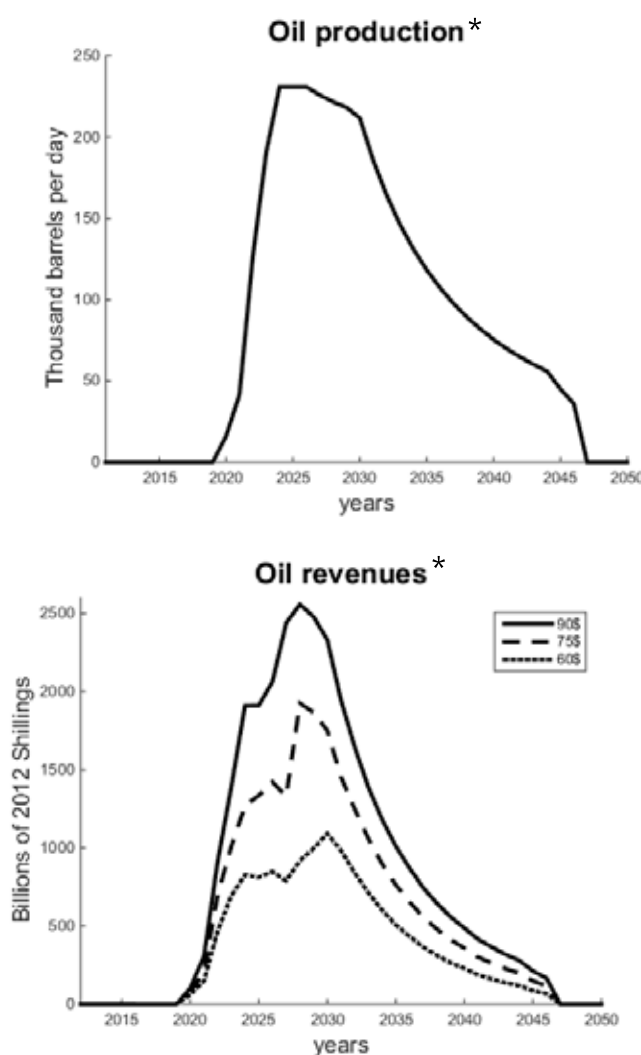 Oil production*
Thousand barrels per day
250
200
150
100
50
0
2015 2020 2025 2030 2035 2040 2045 2050
years
Oil revenues*
Billions of 2012 Shillings
2500
2000
1500
1000
500
0
90$
75$
60$
2015 2020 2025 2030 2035 2040 2045 2050
years